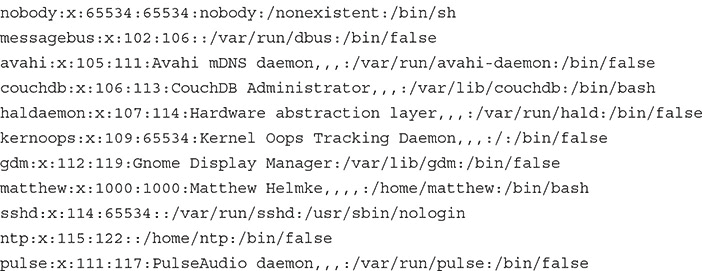 nobody:x:65534:65534:nobody:/nonexistent:/bin/sh
messagebus:x:102:106::/var/run/dbus:/bin/false
avahi:x:105:111:Avahi mDNS daemon,,,:/var/run/avahi-daemon:/bin/false
couchdb:x:106:113:CouchDB Administrator,,,:/var/lib/couchdb:/bin/bash
haldaemon:x:107:114:Hardware abstraction layer,,,:/var/run/hald:/bin/false
kernoops:x:109:65534:Kernel Oops Tracking Daemon,,,:/:/bin/false
gdm:x:112:119:Gnome Display Manager:/var/lib/gdm:/bin/false
matthew:x:1000:1000:Matthew Helmke,,,,:/home/matthew:/bin/bash
sshd:x:114:65534::/var/run/sshd:/usr/sbin/nologin
ntp:x:115:122::/home/ntp:/bin/false
pulse:x:111:117:PulseAudio daemon,,,:/var/run/pulse:/bin/false